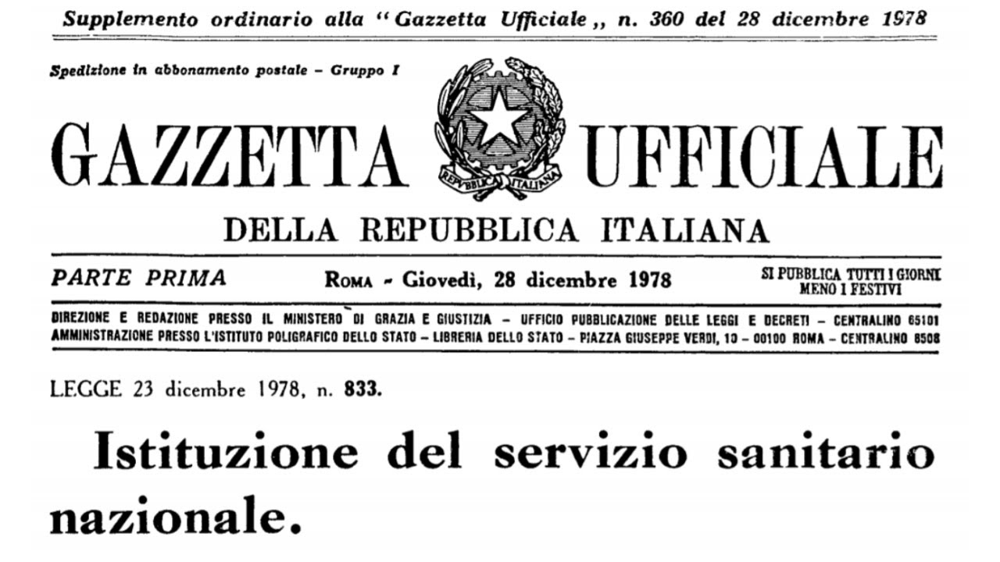 Supplemento ordinario alla “Gazzetta Ufficiale„ n. 360 del 28 dicembre 1978
Spedizione in abbonamento postale - Gruppo I
GAZZETTA UFFICIALE
REPVBBLICA ITALIANA
DELLA REPUBBLICA ITALIANA
PARTE PRIMA
ROMA - Giovedì, 28 dicembre 1978
SI PUBBLICA TUTTI I GIORNI
MENO I FESTIVI
DIREZIONE E REDAZIONE PRESSO IL MINISTERO DI GRAZIA E GIUSTIZIA – UFFICIO PUBBLICAZIONE DELLE LEGGI E DECRETI – CENTRALINO 65101
AMMINISTRAZIONE PRESSO L'ISTITUTO POLIGRAFICO DELLO STATO – LIBRERIA DELLO STATO – PIAZZA GIUSEPPE VERDI, 10 – 00100 ROMA – CENTRALINO 8508
LEGGE 23 dicembre 1978, n. 833.
Istituzione del servizio sanitario
nazionale.